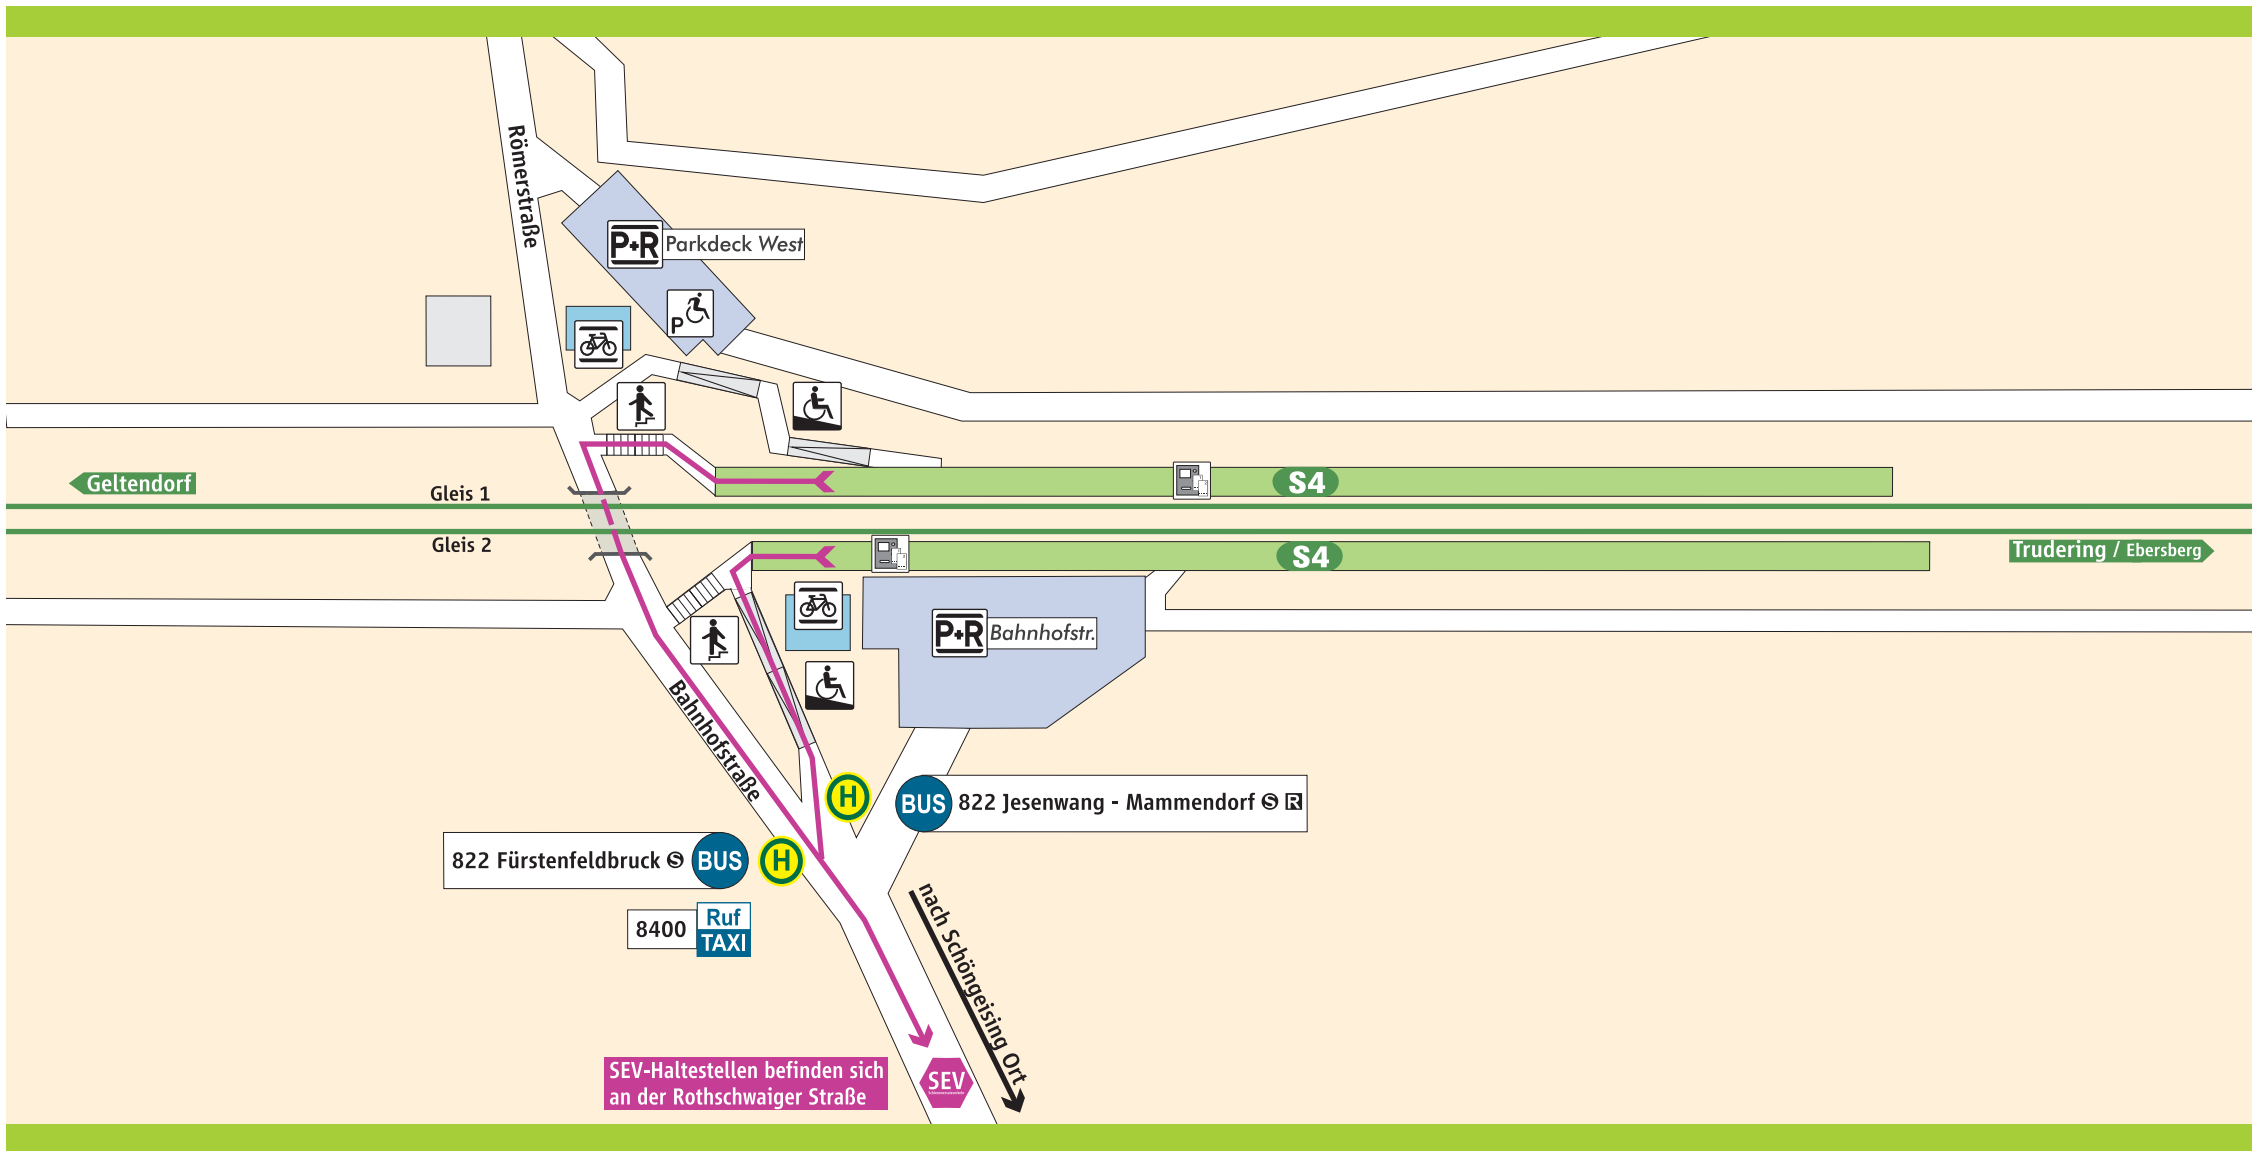 Römerstraße
P+R Parkdeck West
P
Geltendorf
Gleis 1
S4
Gleis 2
S4
Trudering / Ebersberg
P+R Bahnhofstr.
Bahnhofstraße
H
BUS 822 Jesenwang - Mammendorf S R
822 Fürstenfeldbruck S BUS
H
8400 Ruf
TAXI
nach Schöngeising Ort
SEV-Haltestellen befinden sich
an der Rothschwaiger Straße
SEV